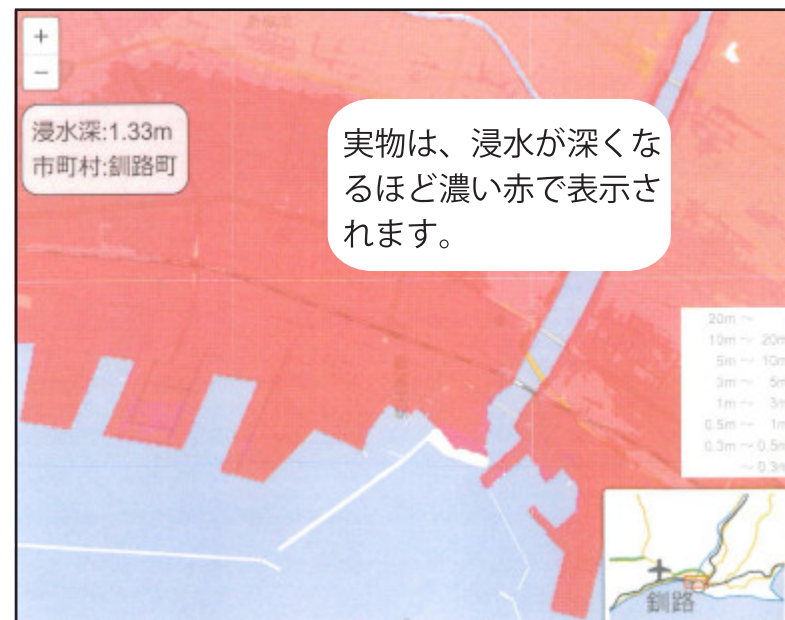 +
−
浸水深:1.33m
市町村:釧路町
実物は、浸水が深くな
るほど濃い赤で表示さ
れます。
20m ～
10m ～ 20m
5m ～ 10m
3m ～ 5m
1m ～ 3m
0.5m ～ 1m
0.3m ～ 0.5m
～ 0.3m
釧路